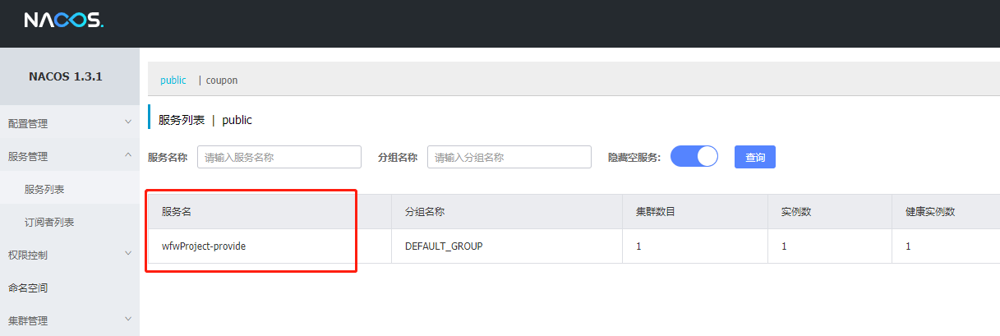 NACOS.
NACOS 1.3.1
配置管理
服务管理
服务列表
订阅者列表
权限控制
命名空间
集群管理
public | coupon
服务列表 | public
服务名称 请输入服务名称 分组名称 请输入分组名称 隐藏空服务: 查询
服务名 分组名称 集群数目 实例数 健康实例数
wfwProject-provide DEFAULT_GROUP 1 1 1